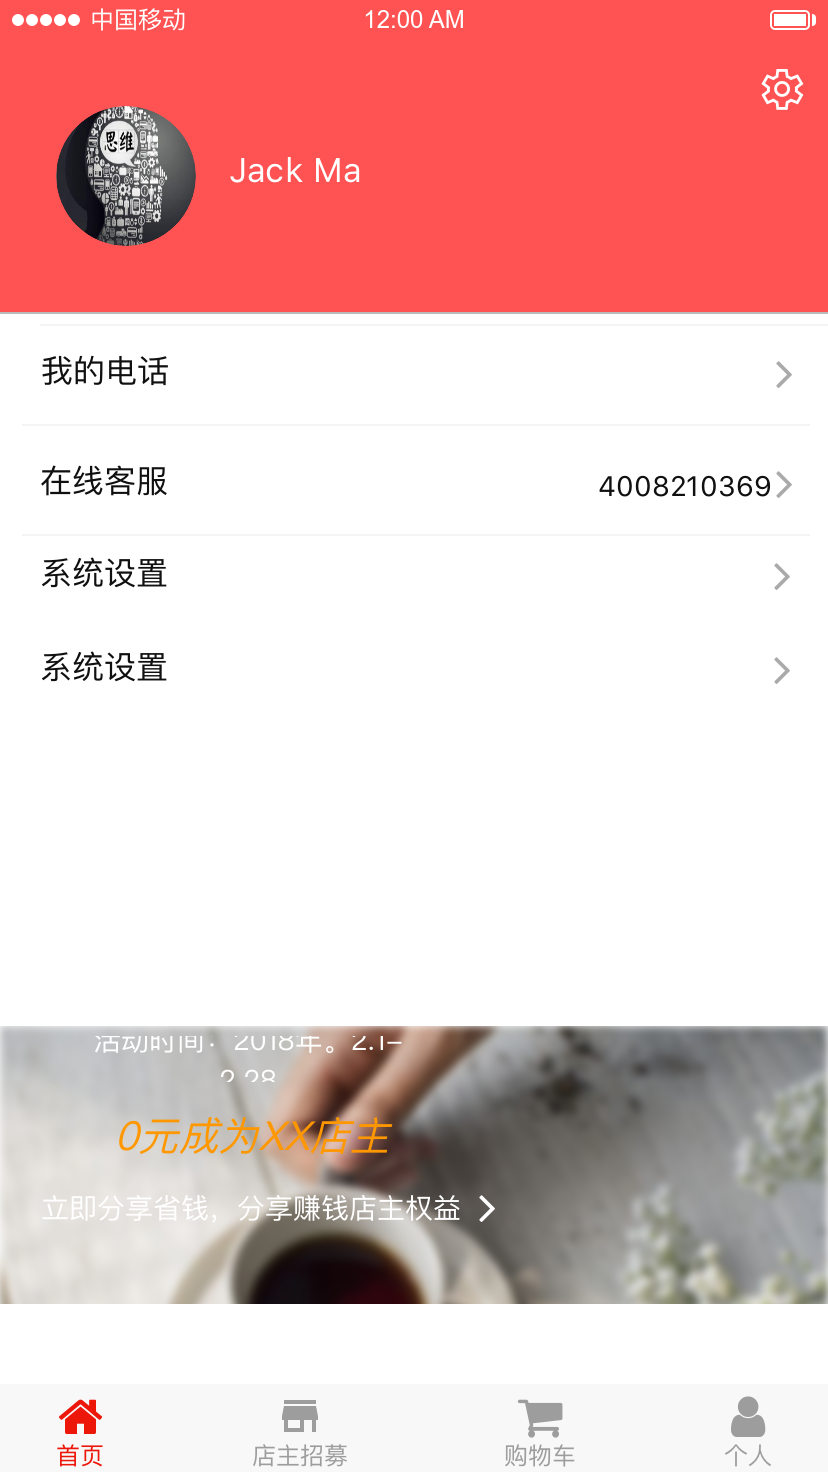 中国移动 12:00 AM
思维
Jack Ma
我的电话
在线客服 4008210369
系统设置
系统设置
活动时间：2018年。2.1-
2.28
0元成为XX店主
立即分享省钱，分享赚钱店主权益
首页 店主招募 购物车 个人